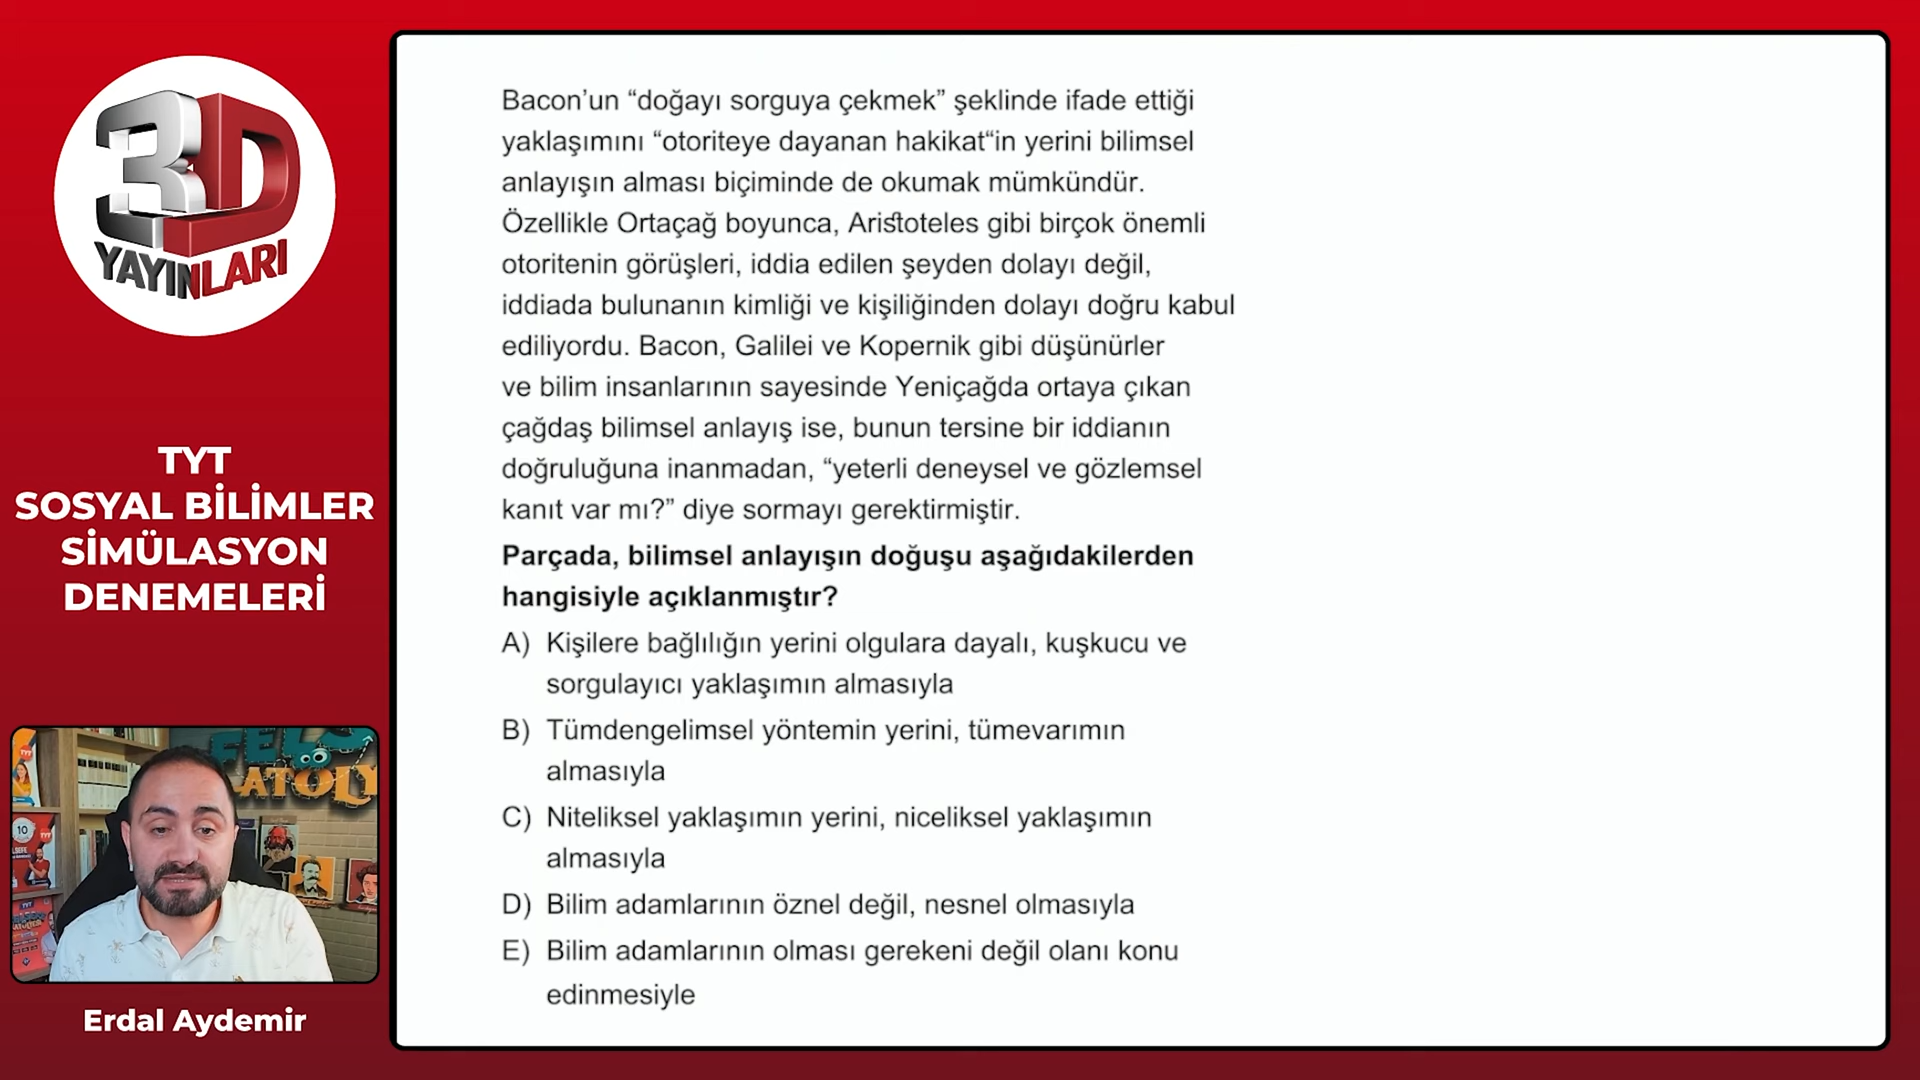 3D
YAYINLARI
TYT
SOSYAL BİLİMLER
SİMÜLASYON
DENEMELERİ
Erdal Aydemir
Bacon’un “doğayı sorguya çekmek” şeklinde ifade ettiği
yaklaşımını “otoriteye dayanan hakikat“in yerini bilimsel
anlayışın alması biçiminde de okumak mümkündür.
Özellikle Ortaçağ boyunca, Aristoteles gibi birçok önemli
otoritenin görüşleri, iddia edilen şeyden dolayı değil,
iddiada bulunanın kimliği ve kişiliğinden dolayı doğru kabul
ediliyordu. Bacon, Galilei ve Kopernik gibi düşünürler
ve bilim insanlarının sayesinde Yeniçağda ortaya çıkan
çağdaş bilimsel anlayış ise, bunun tersine bir iddianın
doğruluğuna inanmadan, “yeterli deneysel ve gözlemsel
kanıt var mı?” diye sormayı gerektirmiştir.
Parçada, bilimsel anlayışın doğuşu aşağıdakilerden
hangisiyle açıklanmıştır?
A) Kişilere bağlılığın yerini olgulara dayalı, kuşkucu ve
sorgulayıcı yaklaşımın almasıyla
B) Tümdengelimsel yöntemin yerini, tümevarımın
almasıyla
C) Niteliksel yaklaşımın yerini, niceliksel yaklaşımın
almasıyla
D) Bilim adamlarının öznel değil, nesnel olmasıyla
E) Bilim adamlarının olması gerekeni değil olanı konu
edinmesiyle